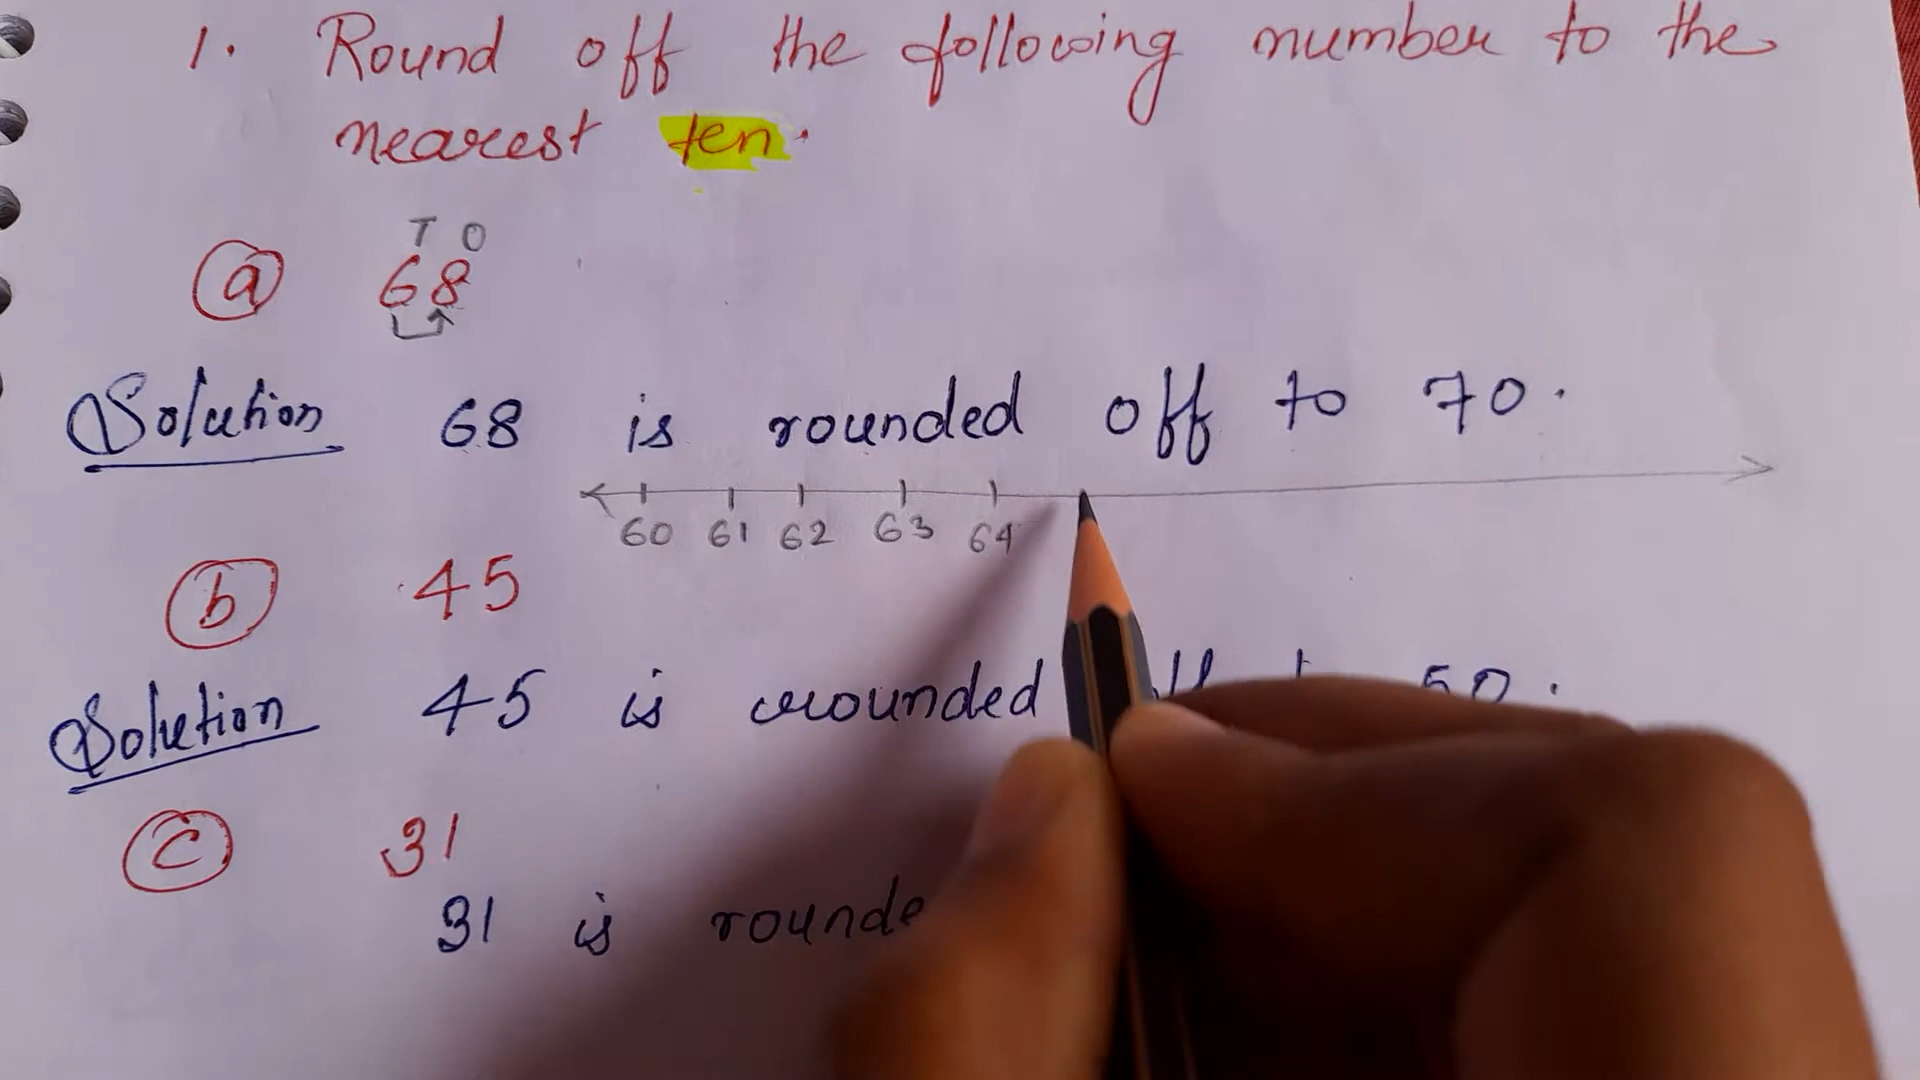 1. Round off the following number to the
nearest ten.
T O
(a) 68
Solution 68 is rounded off to 70.
60 61 62 63 64
(b) 45
Solution 45 is rounded 50.
(c) 31
31 is rounde